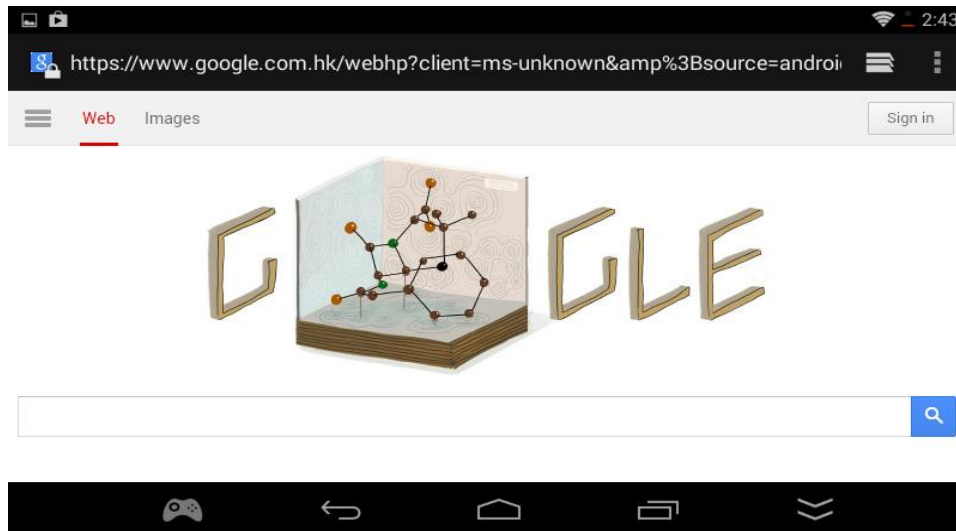 2:43
https://www.google.com.hk/webhp?client=ms-unknown&amp%3Bsource=androi
Web Images Sign in
G GLE